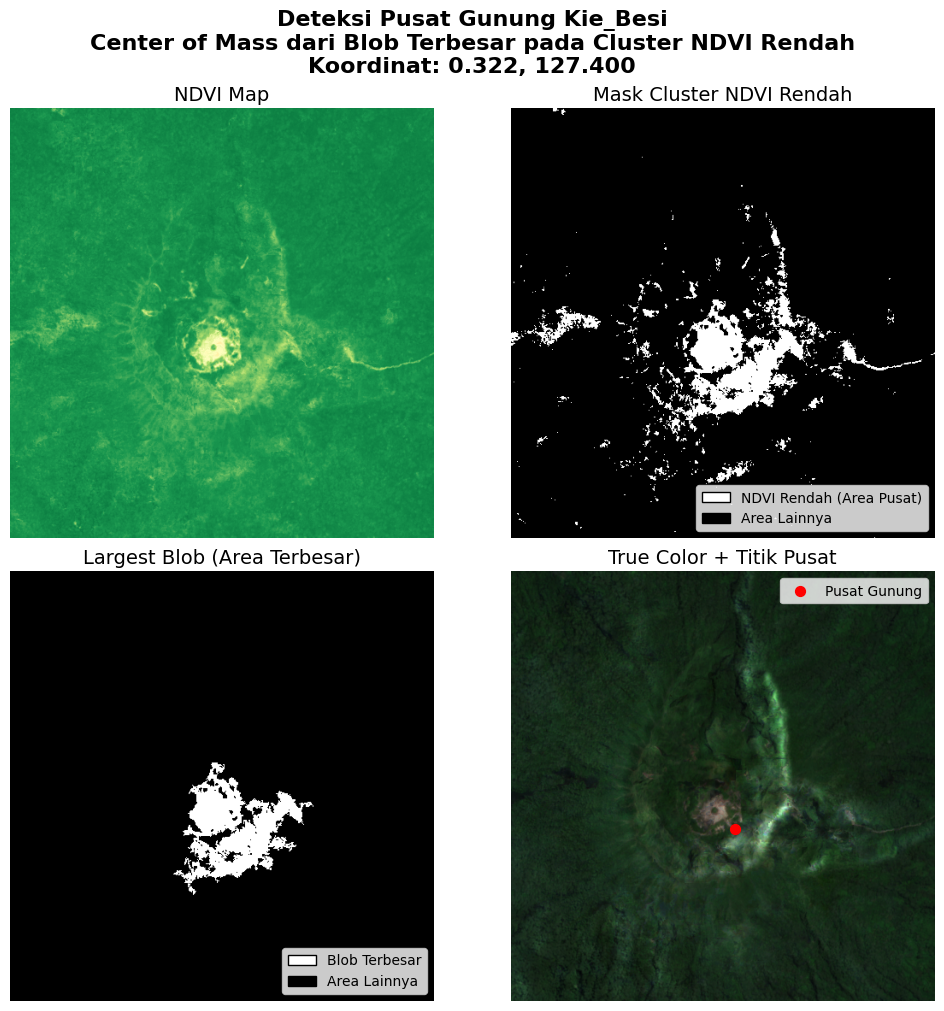 Deteksi Pusat Gunung Kie_Besi
Center of Mass dari Blob Terbesar pada Cluster NDVI Rendah
Koordinat: 0.322, 127.400
NDVI Map
Mask Cluster NDVI Rendah
NDVI Rendah (Area Pusat)
Area Lainnya
Largest Blob (Area Terbesar)
True Color + Titik Pusat
Blob Terbesar
Area Lainnya
Pusat Gunung